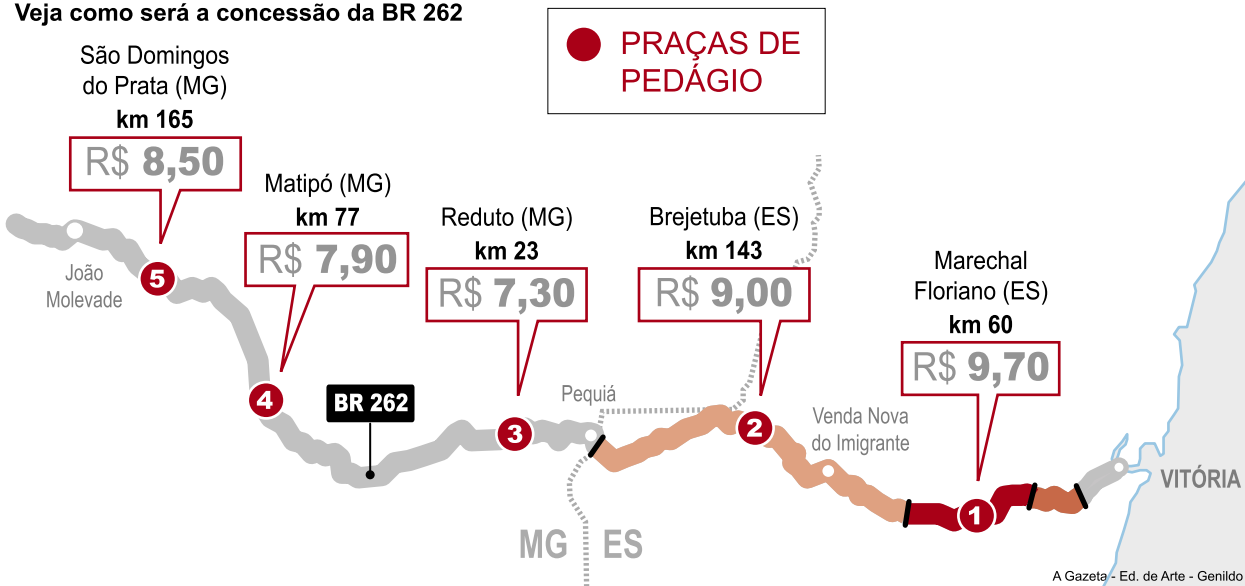 Veja como será a concessão da BR 262
PRAÇAS DE
PEDÁGIO
São Domingos
do Prata (MG)
km 165
R$ 8,50
Matipó (MG)
km 77
R$ 7,90
Reduto (MG)
km 23
R$ 7,30
Brejetuba (ES)
km 143
R$ 9,00
Marechal
Floriano (ES)
km 60
R$ 9,70
João
Molevade
5
4
BR 262
3
Pequiá
2
Venda Nova
do Imigrante
1
VITÓRIA
MG
ES
A Gazeta - Ed. de Arte - Genildo